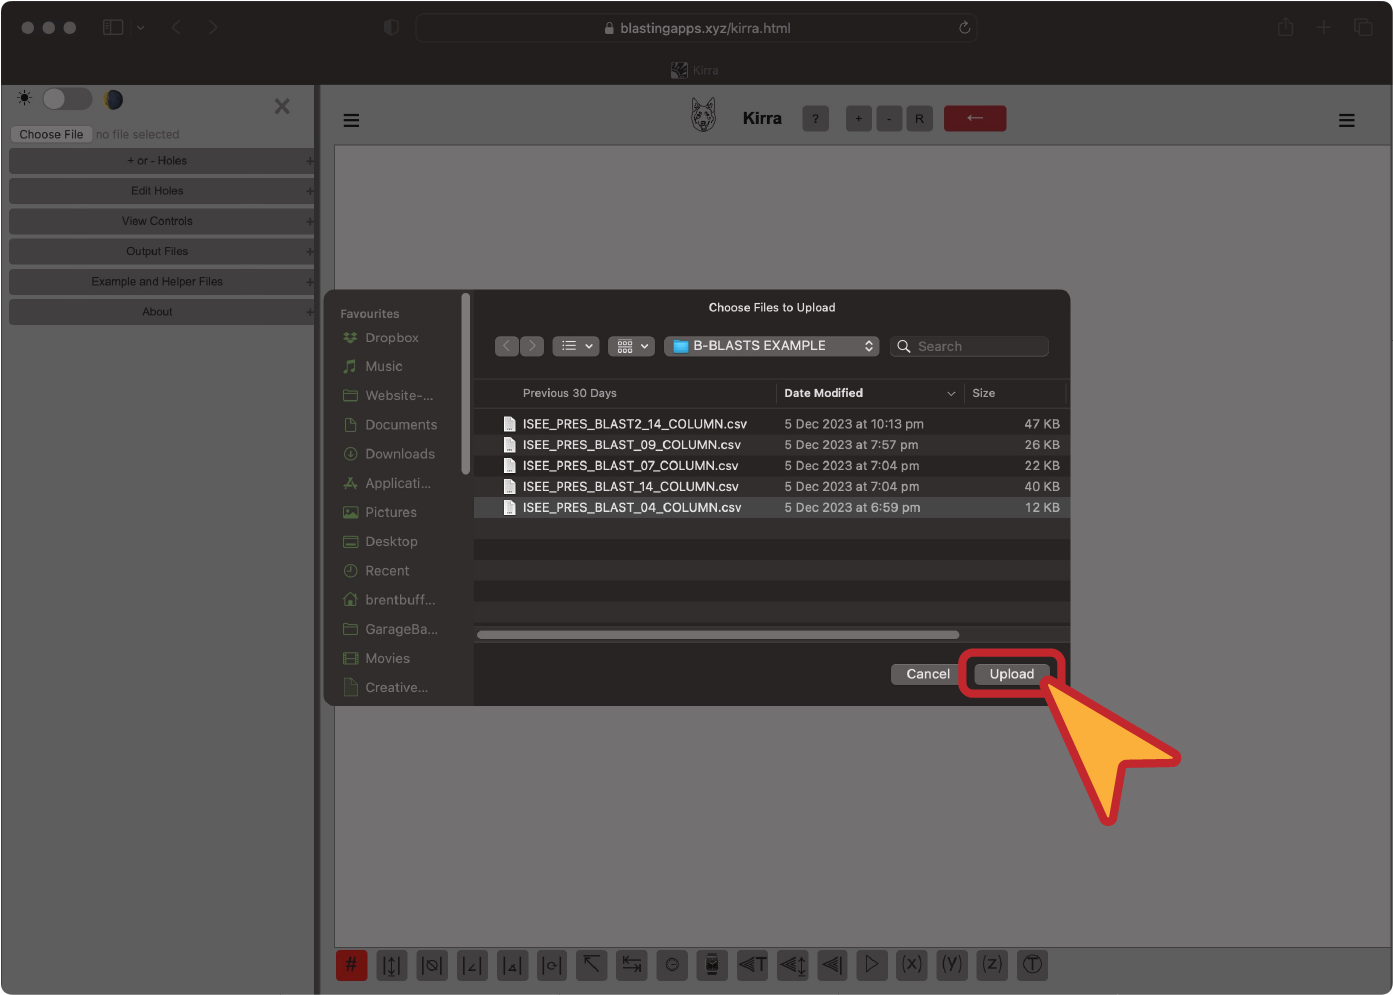 blastingapps.xyz/kirra.html
Kirra
Choose File no file selected
+ or - Holes +
Edit Holes +
View Controls +
Output Files +
Example and Helper Files +
About +
Kirra ? + - R ←
Choose Files to Upload
B-BLASTS EXAMPLE
Search
Favourites
Dropbox
Music
Website-...
Documents
Downloads
Applicati...
Pictures
Desktop
Recent
brentbuff...
GarageBa...
Movies
Creative...
Previous 30 Days Date Modified Size
ISEE_PRES_BLAST2_14_COLUMN.csv 5 Dec 2023 at 10:13 pm 47 KB
ISEE_PRES_BLAST_09_COLUMN.csv 5 Dec 2023 at 7:57 pm 26 KB
ISEE_PRES_BLAST_07_COLUMN.csv 5 Dec 2023 at 7:04 pm 22 KB
ISEE_PRES_BLAST_14_COLUMN.csv 5 Dec 2023 at 7:04 pm 40 KB
ISEE_PRES_BLAST_04_COLUMN.csv 5 Dec 2023 at 6:59 pm 12 KB
Cancel Upload
# T (x) (y) (z) T